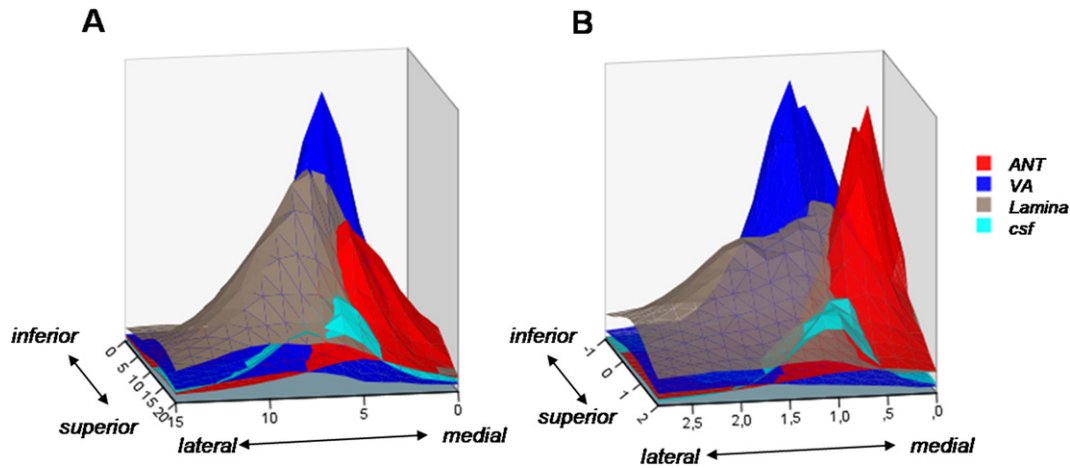 A
B
ANT
VA
Lamina
csf
inferior
superior
0
5
10
15
20
15
10
5
0
lateral
medial
inferior
superior
-1
0
1
2
2,5
2,0
1,5
1,0
,5
,0
lateral
medial